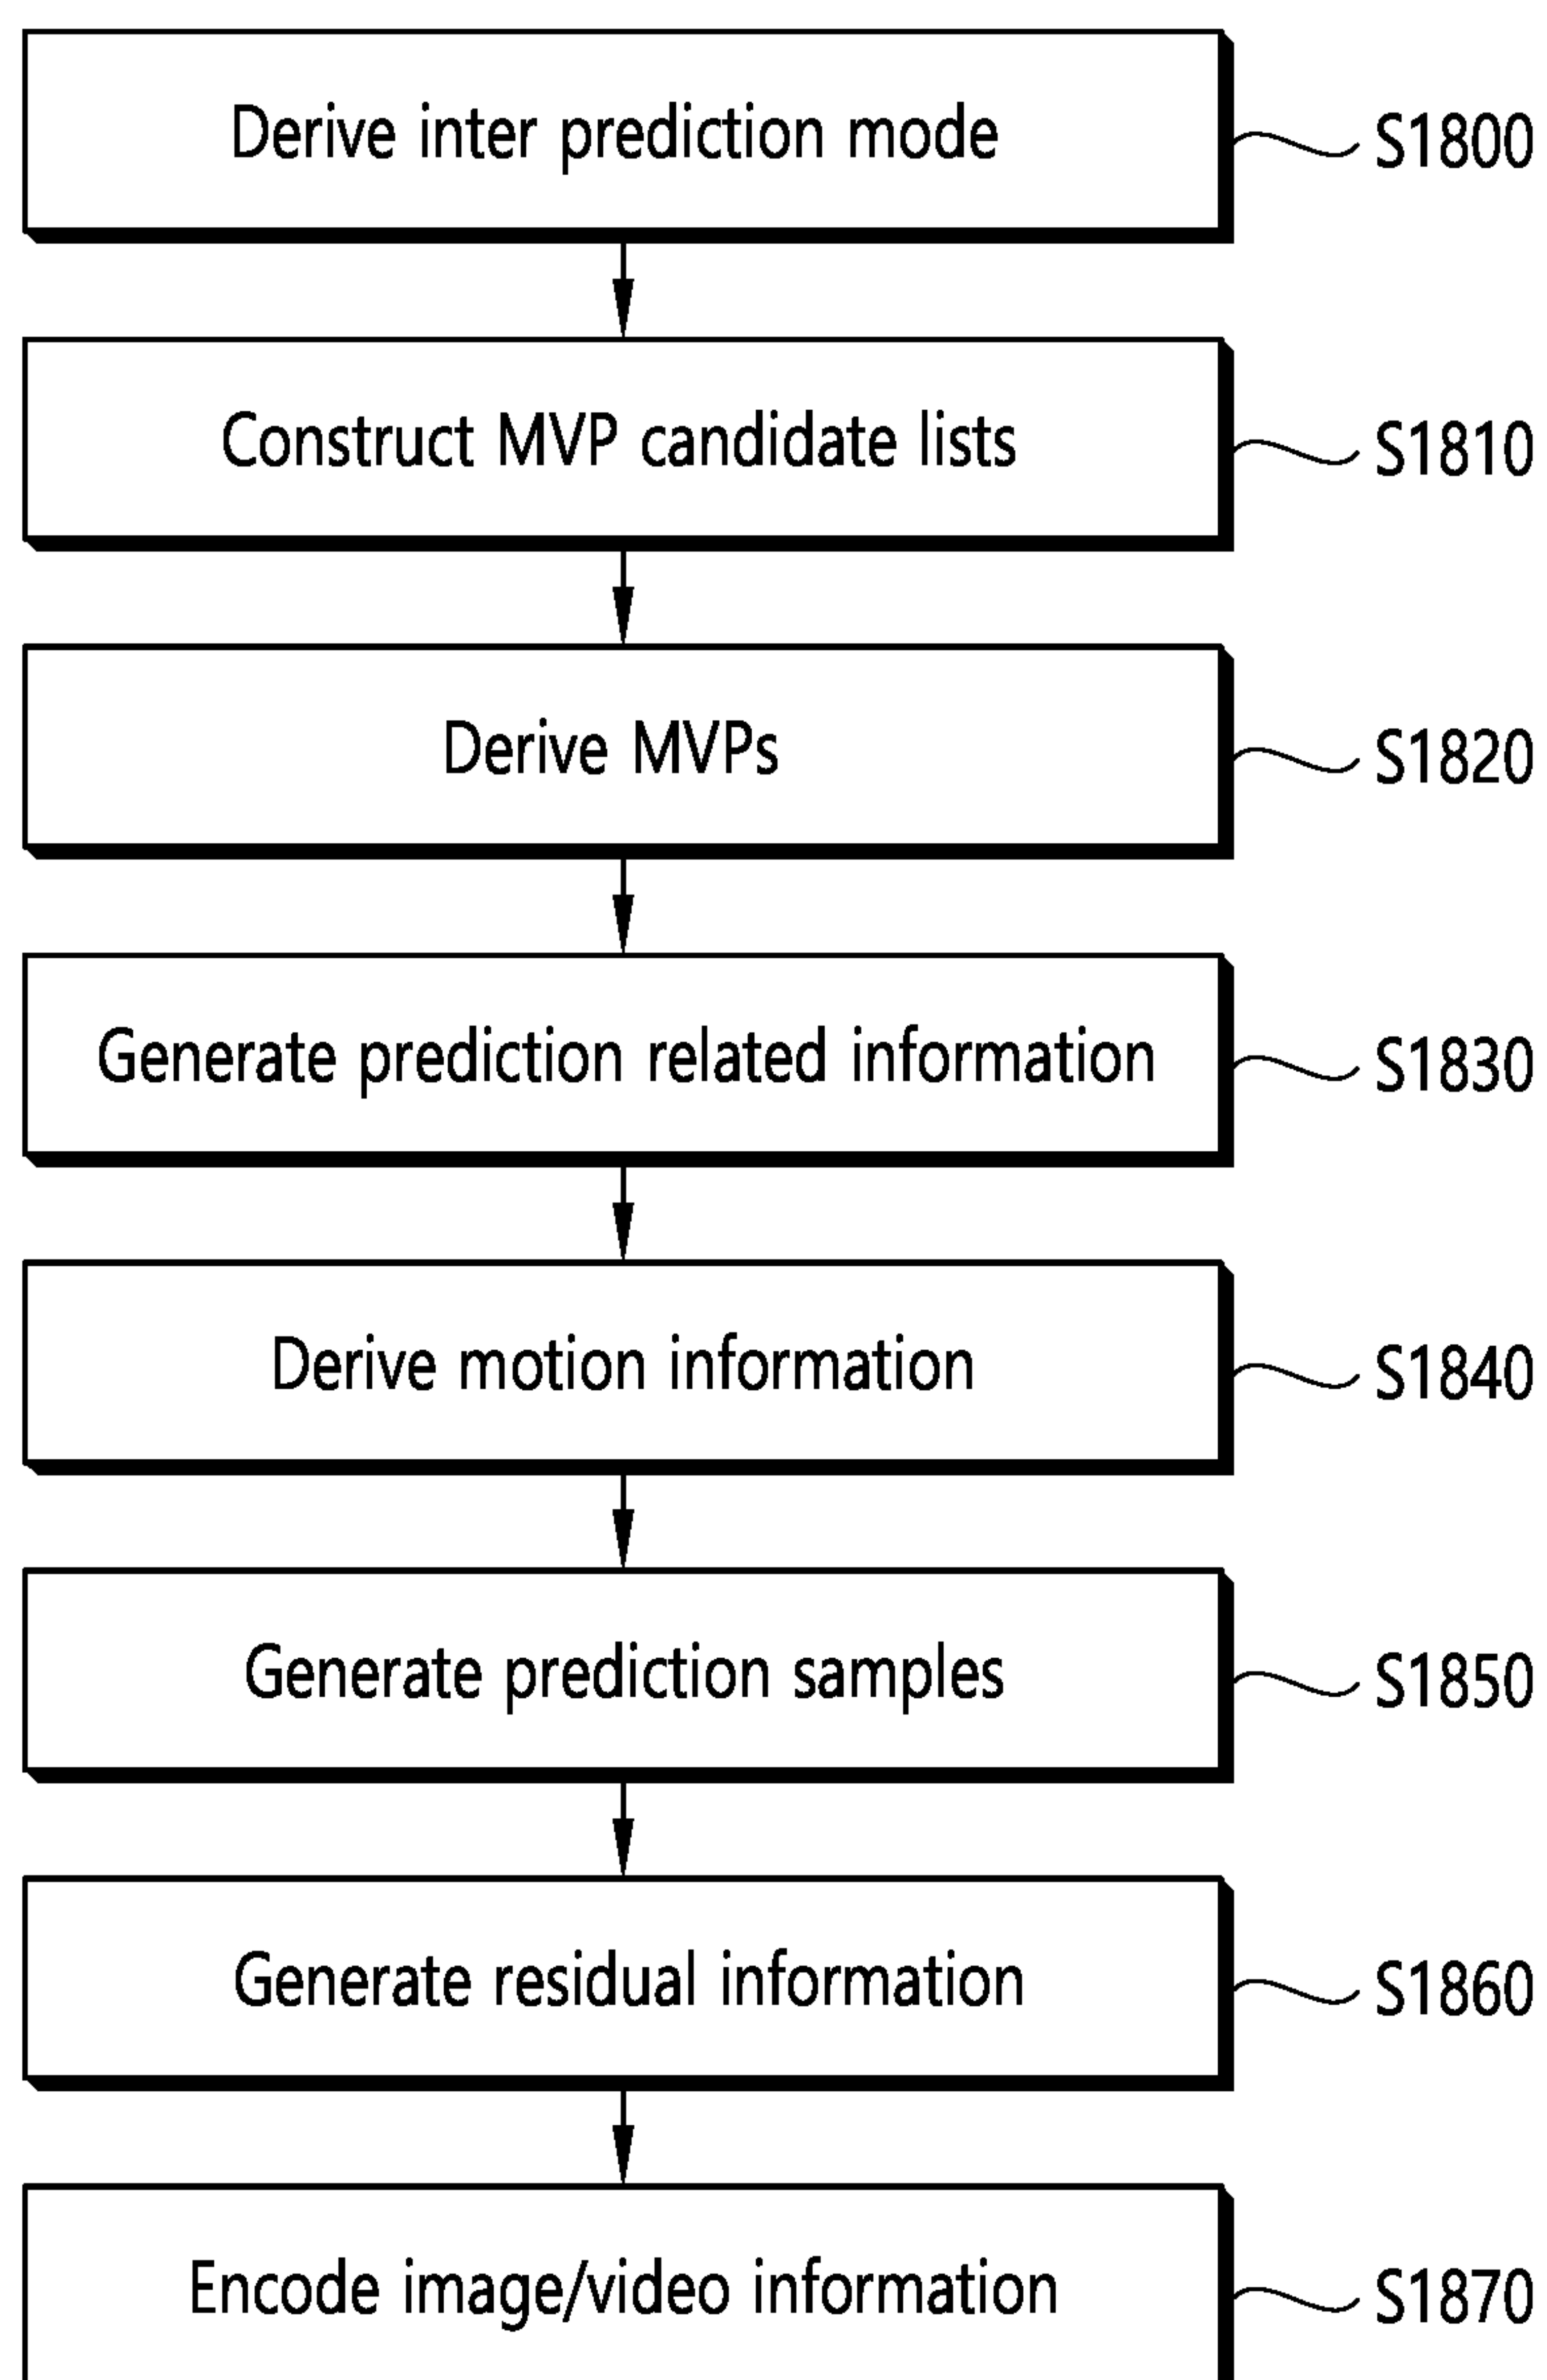 Derive inter prediction mode
S1800
Construct MVP candidate lists
S1810
Derive MVPs
S1820
Generate prediction related information
S1830
Derive motion information
S1840
Generate prediction samples
S1850
Generate residual information
S1860
Encode image/video information
S1870